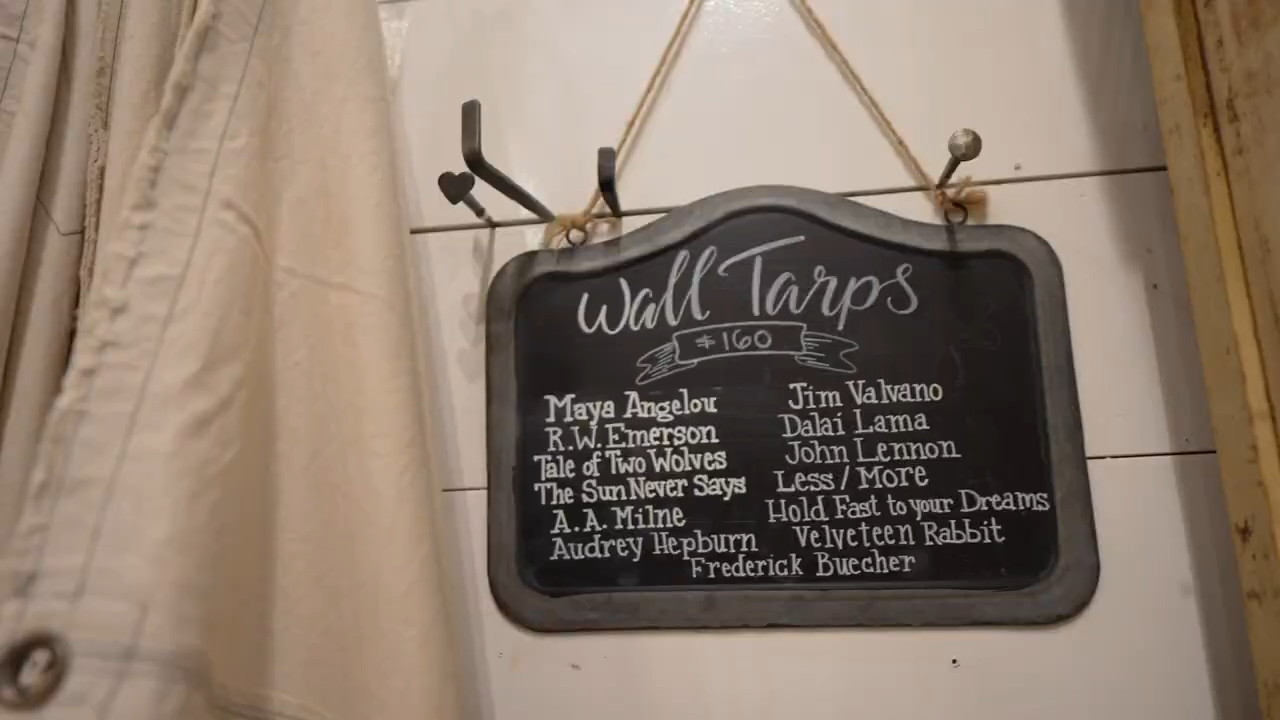 Wall Tarps
$160
Maya Angelou
R.W. Emerson
Tale of Two Wolves
The Sun Never Says
A.A. Milne
Audrey Hepburn
Jim Valvano
Dalai Lama
John Lennon
Less / More
Hold Fast to your Dreams
Velveteen Rabbit
Frederick Buecher